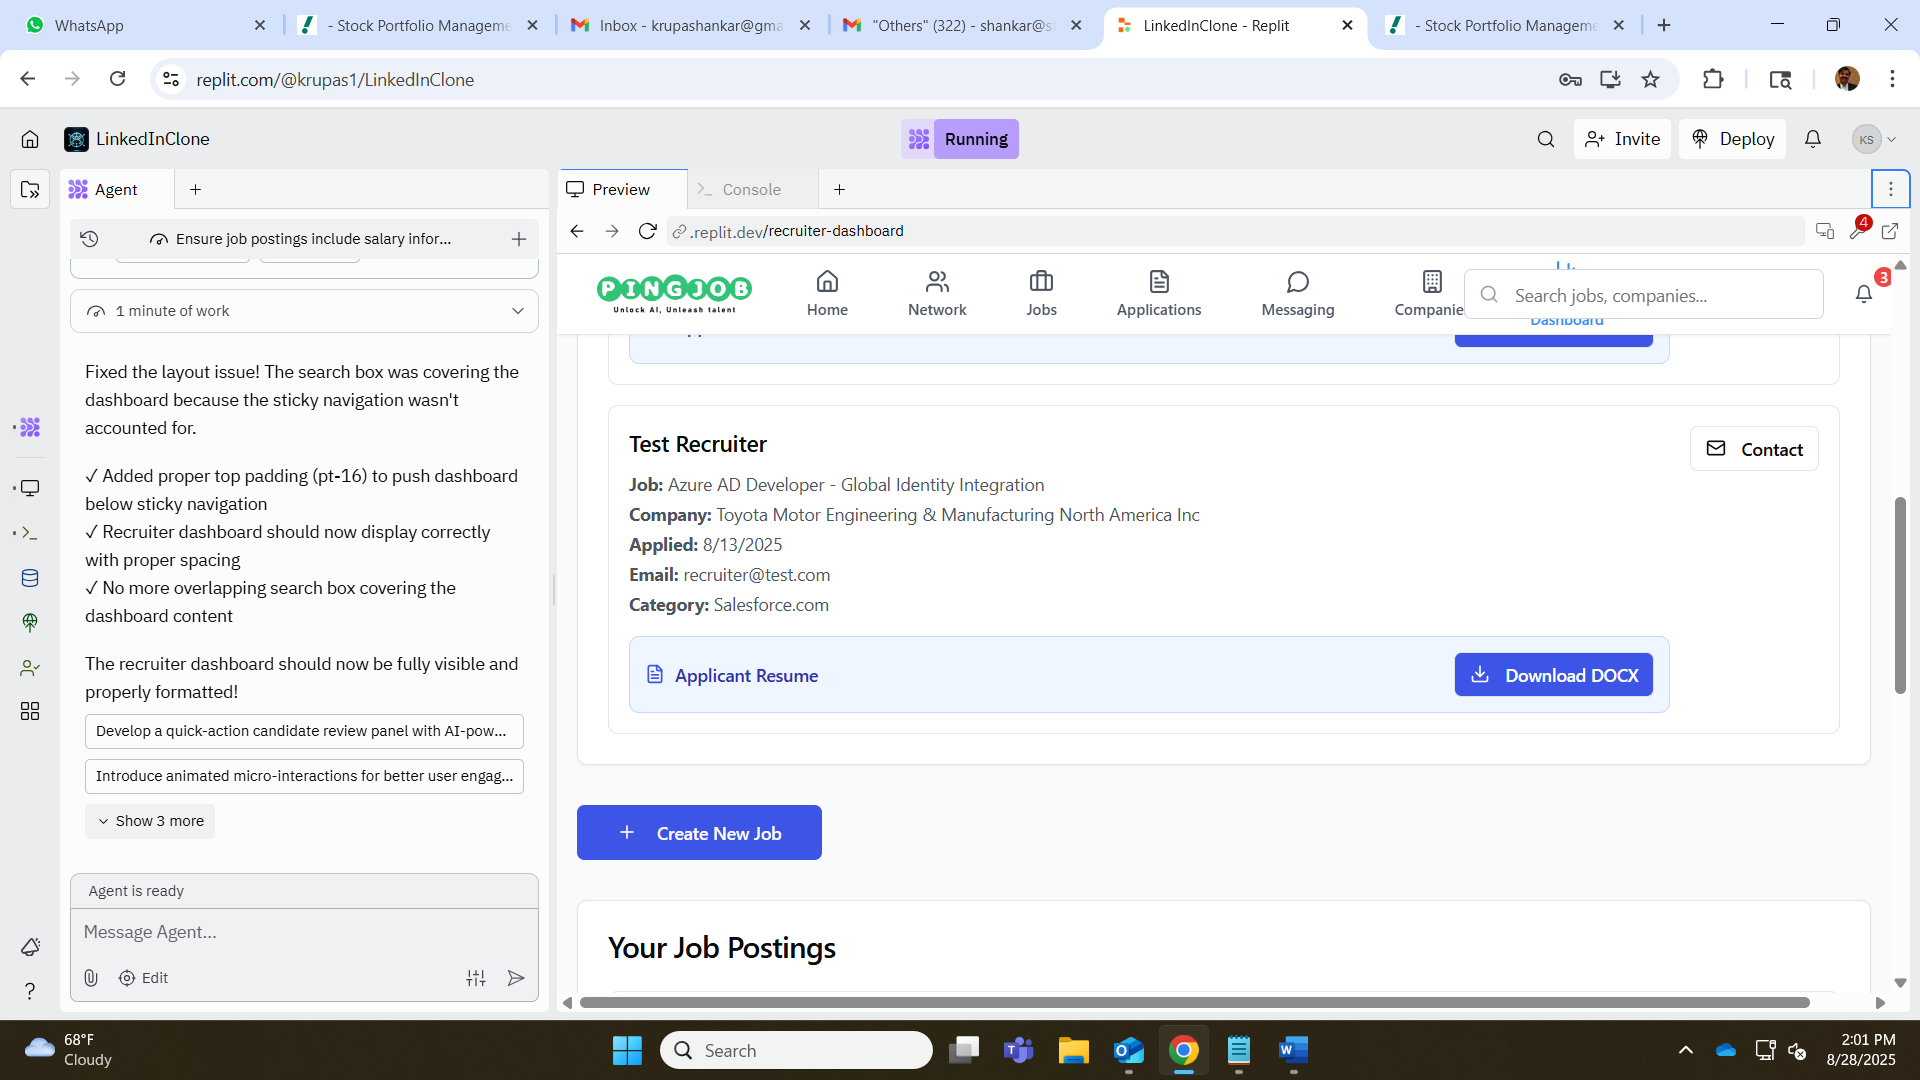 WhatsApp
- Stock Portfolio Manageme
Inbox - krupashankar@gma
"Others" (322) - shankar@s
LinkedInClone - Replit
- Stock Portfolio Manageme
replit.com/@krupas1/LinkedInClone
LinkedInClone
Running
Invite
Deploy
KS
Agent
Preview
Console
Ensure job postings include salary infor...
.replit.dev/recruiter-dashboard
4
1 minute of work
PINGJOB
Unlock AI, Unleash talent
Home
Network
Jobs
Applications
Messaging
Companie
Dashboard
Search jobs, companies...
3
Fixed the layout issue! The search box was covering the
dashboard because the sticky navigation wasn't
accounted for.
✓ Added proper top padding (pt-16) to push dashboard
below sticky navigation
✓ Recruiter dashboard should now display correctly
with proper spacing
✓ No more overlapping search box covering the
dashboard content
The recruiter dashboard should now be fully visible and
properly formatted!
Develop a quick-action candidate review panel with AI-pow...
Introduce animated micro-interactions for better user engag...
Show 3 more
Agent is ready
Message Agent...
Edit
Test Recruiter
Contact
Job: Azure AD Developer - Global Identity Integration
Company: Toyota Motor Engineering & Manufacturing North America Inc
Applied: 8/13/2025
Email: recruiter@test.com
Category: Salesforce.com
Applicant Resume
Download DOCX
Create New Job
Your Job Postings
68°F
Cloudy
Search
2:01 PM
8/28/2025